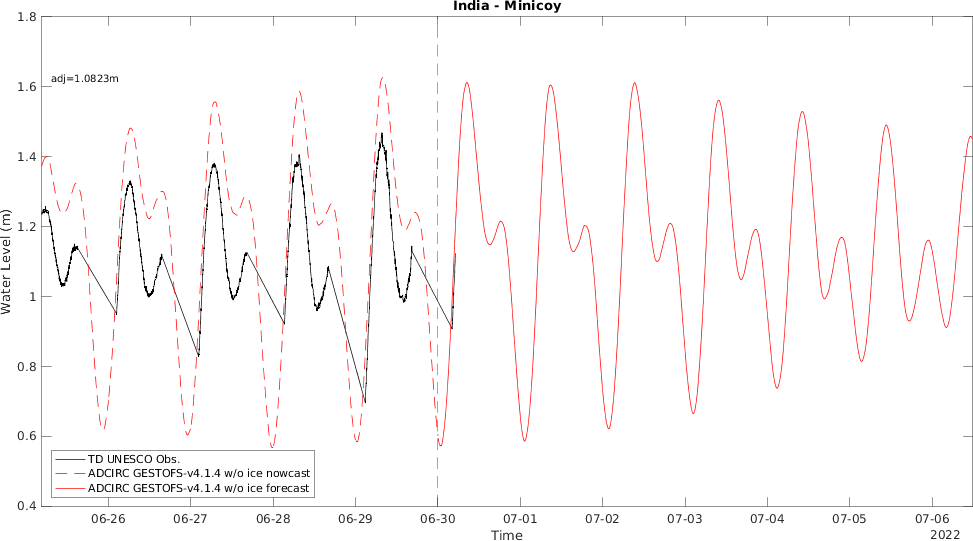 India - Minicoy
adj=1.0823m
Water Level (m)
1.8
1.6
1.4
1.2
1
0.8
0.6
0.4
TD UNESCO Obs.
ADCIRC GESTOFS-v4.1.4 w/o ice nowcast
ADCIRC GESTOFS-v4.1.4 w/o ice forecast
06-26 06-27 06-28 06-29 06-30 07-01 07-02 07-03 07-04 07-05 07-06
Time
2022